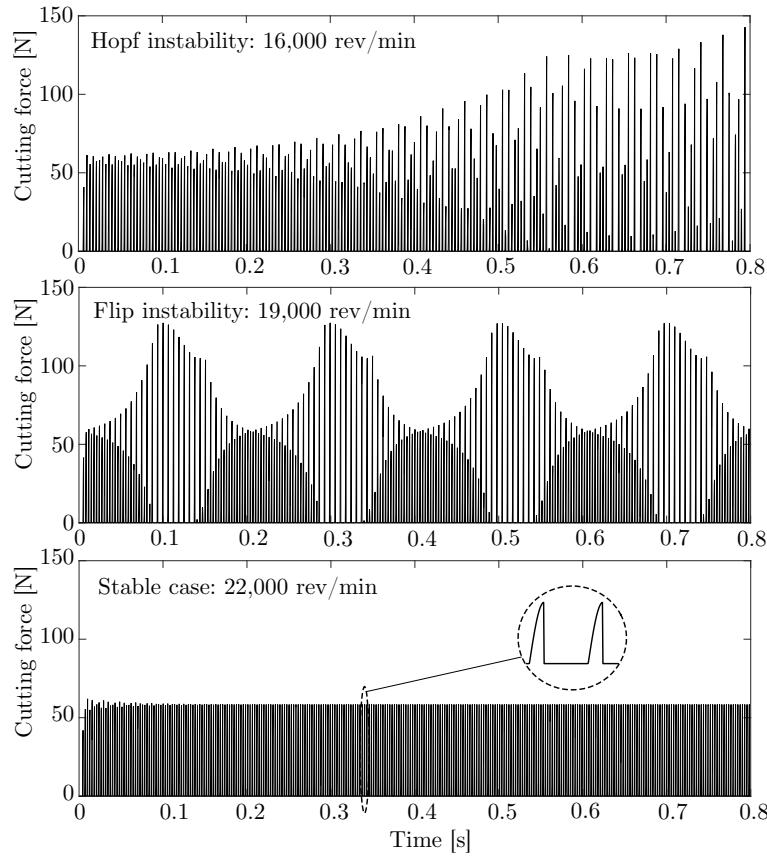 150
Hopf instability: 16,000 rev/min
100
50
0
Cutting force [N]
0 0.1 0.2 0.3 0.4 0.5 0.6 0.7 0.8
150
Flip instability: 19,000 rev/min
100
50
0
Cutting force [N]
0 0.1 0.2 0.3 0.4 0.5 0.6 0.7 0.8
150
Stable case: 22,000 rev/min
100
50
0
Cutting force [N]
0 0.1 0.2 0.3 0.4 0.5 0.6 0.7 0.8
Time [s]